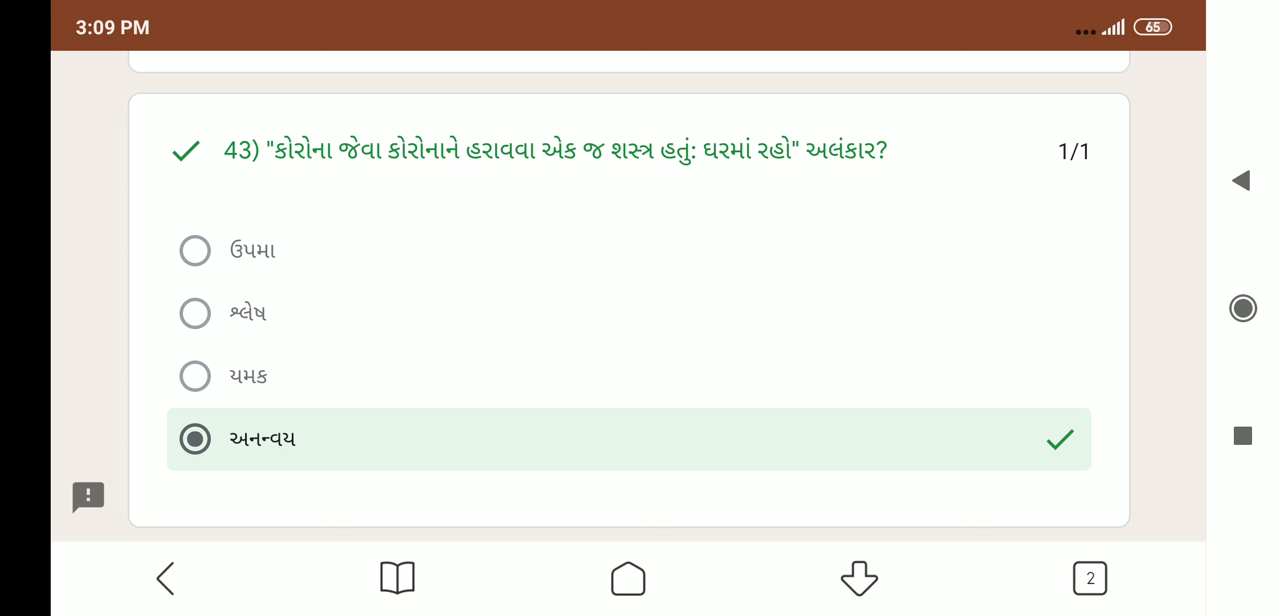 3:09 PM
65
43) "કોરોના જેવા કોરોનાને હરાવવા એક જ શસ્ત્ર હતું: ઘરમાં રહો" અલંકાર?
1/1
ઉપમા
શ્લેષ
યમક
અનન્વય
2